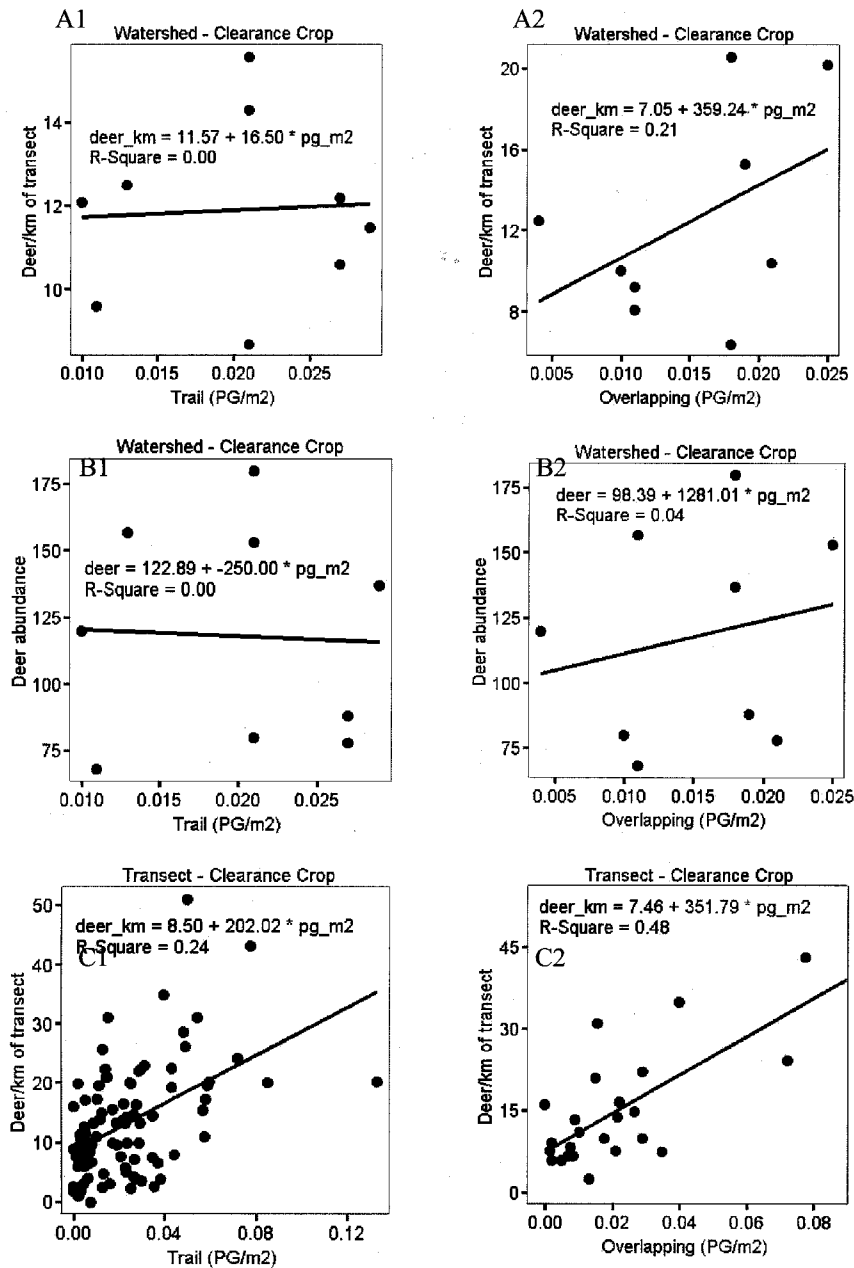 A1
Watershed - Clearance Crop
deer_km = 11.57 + 16.50 * pg_m2
R-Square = 0.00
Deer/km of transect
14
12
10
0.010 0.015 0.020 0.025
Trail (PG/m2)
A2
Watershed - Clearance Crop
deer_km = 7.05 + 359.24 * pg_m2
R-Square = 0.21
Deer/km of transect
20
16
12
8
0.005 0.010 0.015 0.020 0.025
Overlapping (PG/m2)
Watershed - Clearance Crop
B1
deer = 122.89 + -250.00 * pg_m2
R-Square = 0.00
Deer abundance
175
150
125
100
75
0.010 0.015 0.020 0.025
Trail (PG/m2)
Watershed - Clearance Crop
B2
deer = 98.39 + 1281.01 * pg_m2
R-Square = 0.04
Deer abundance
175
150
125
100
75
0.005 0.010 0.015 0.020 0.025
Overlapping (PG/m2)
Transect - Clearance Crop
deer_km = 8.50 + 202.02 * pg_m2
R-Square = 0.24
C1
Deer/km of transect
50
40
30
20
10
0
0.00 0.04 0.08 0.12
Trail (PG/m2)
Transect - Clearance Crop
deer_km = 7.46 + 351.79 * pg_m2
R-Square = 0.48
C2
Deer/km of transect
45
30
15
0
0.00 0.02 0.04 0.06 0.08
Overlapping (PG/m2)